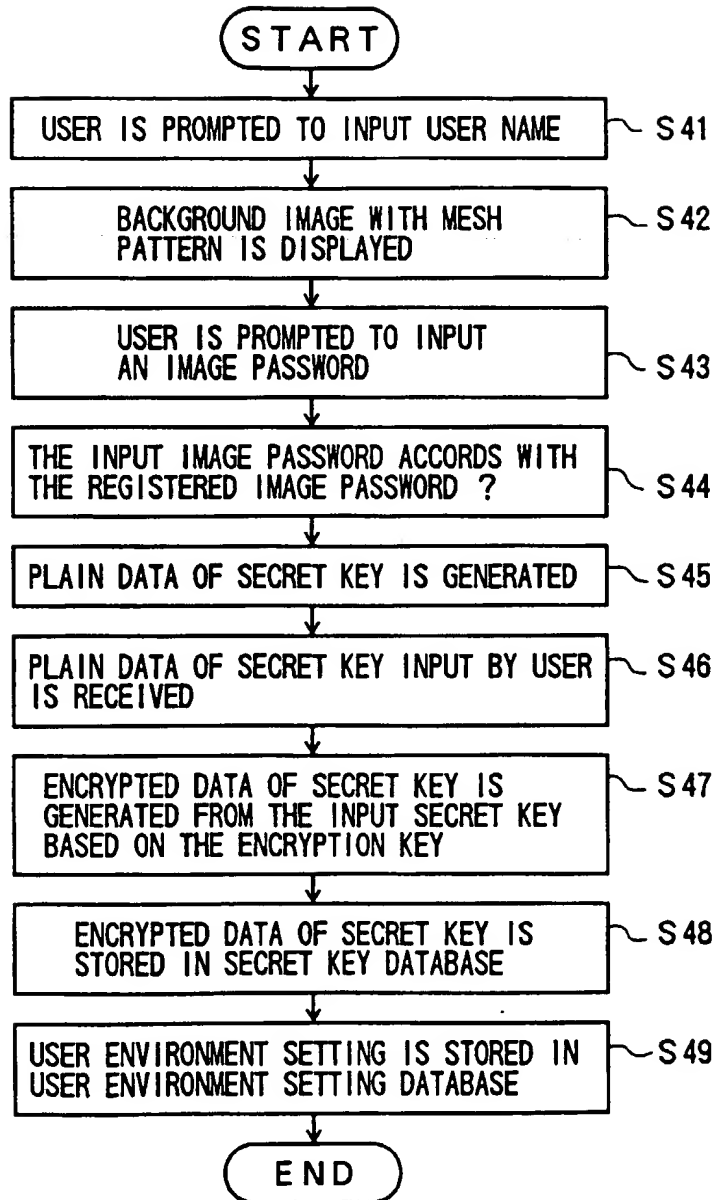 START
USER IS PROMPTED TO INPUT USER NAME
S41
BACKGROUND IMAGE WITH MESH
PATTERN IS DISPLAYED
S42
USER IS PROMPTED TO INPUT
AN IMAGE PASSWORD
S43
THE INPUT IMAGE PASSWORD ACCORDS WITH
THE REGISTERED IMAGE PASSWORD ?
S44
PLAIN DATA OF SECRET KEY IS GENERATED
S45
PLAIN DATA OF SECRET KEY INPUT BY USER
IS RECEIVED
S46
ENCRYPTED DATA OF SECRET KEY IS
GENERATED FROM THE INPUT SECRET KEY
BASED ON THE ENCRYPTION KEY
S47
ENCRYPTED DATA OF SECRET KEY IS
STORED IN SECRET KEY DATABASE
S48
USER ENVIRONMENT SETTING IS STORED IN
USER ENVIRONMENT SETTING DATABASE
S49
END